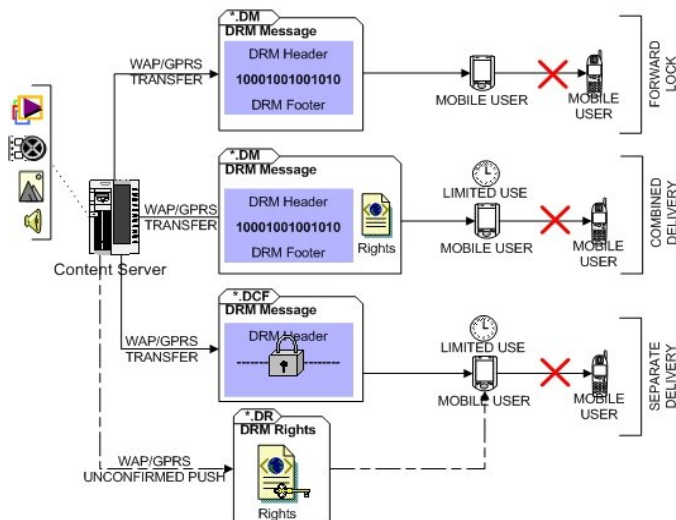 *.DM
DRM Message
DRM Header
10001001001010
DRM Footer
WAP/GPRS
TRANSFER
MOBILE USER
MOBILE
USER
FORWARD
LOCK
*.DM
DRM Message
DRM Header
10001001001010
DRM Footer
Rights
WAP/GPRS
TRANSFER
LIMITED USE
MOBILE USER
MOBILE
USER
COMBINED
DELIVERY
Content Server
*.DCF
DRM Message
DRM Header
WAP/GPRS
TRANSFER
LIMITED USE
MOBILE USER
MOBILE
USER
SEPARATE
DELIVERY
*.DR
DRM Rights
Rights
WAP/GPRS
UNCONFIRMED PUSH